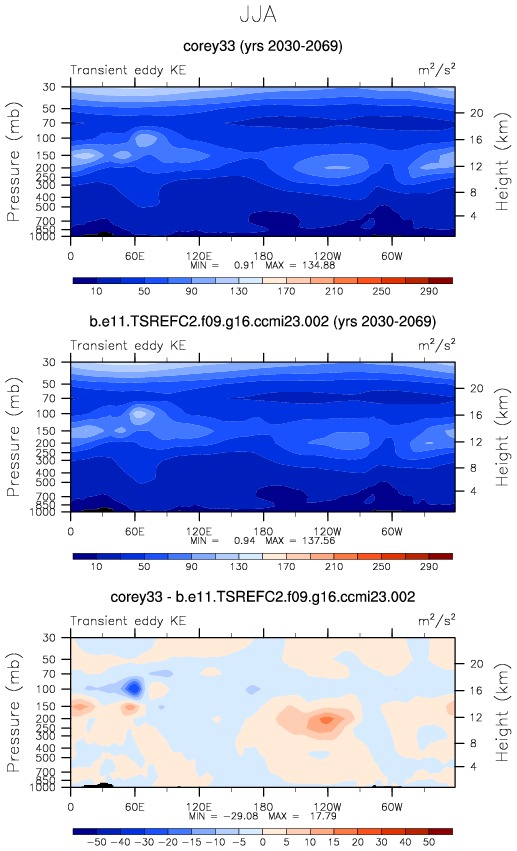 JJA
corey33 (yrs 2030-2069)
Transient eddy KE m²/s²
30
50
70
100
150
200
250
300
400
500
700
850
1000
Pressure (mb)
20
16
12
8
4
Height (km)
0 60E 120E 180 120W 60W
MIN = 0.91 MAX = 134.88
10 50 90 130 170 210 250 290
b.e11.TSREFC2.f09.g16.ccmi23.002 (yrs 2030-2069)
Transient eddy KE m²/s²
30
50
70
100
150
200
250
300
400
500
700
850
1000
Pressure (mb)
20
16
12
8
4
Height (km)
0 60E 120E 180 120W 60W
MIN = 0.94 MAX = 137.56
10 50 90 130 170 210 250 290
corey33 - b.e11.TSREFC2.f09.g16.ccmi23.002
Transient eddy KE m²/s²
30
50
70
100
150
200
250
300
400
500
700
850
1000
Pressure (mb)
20
16
12
8
4
Height (km)
0 60E 120E 180 120W 60W
MIN = −29.08 MAX = 17.79
−50 −40 −30 −20 −15 −10 −5 0 5 10 15 20 30 40 50